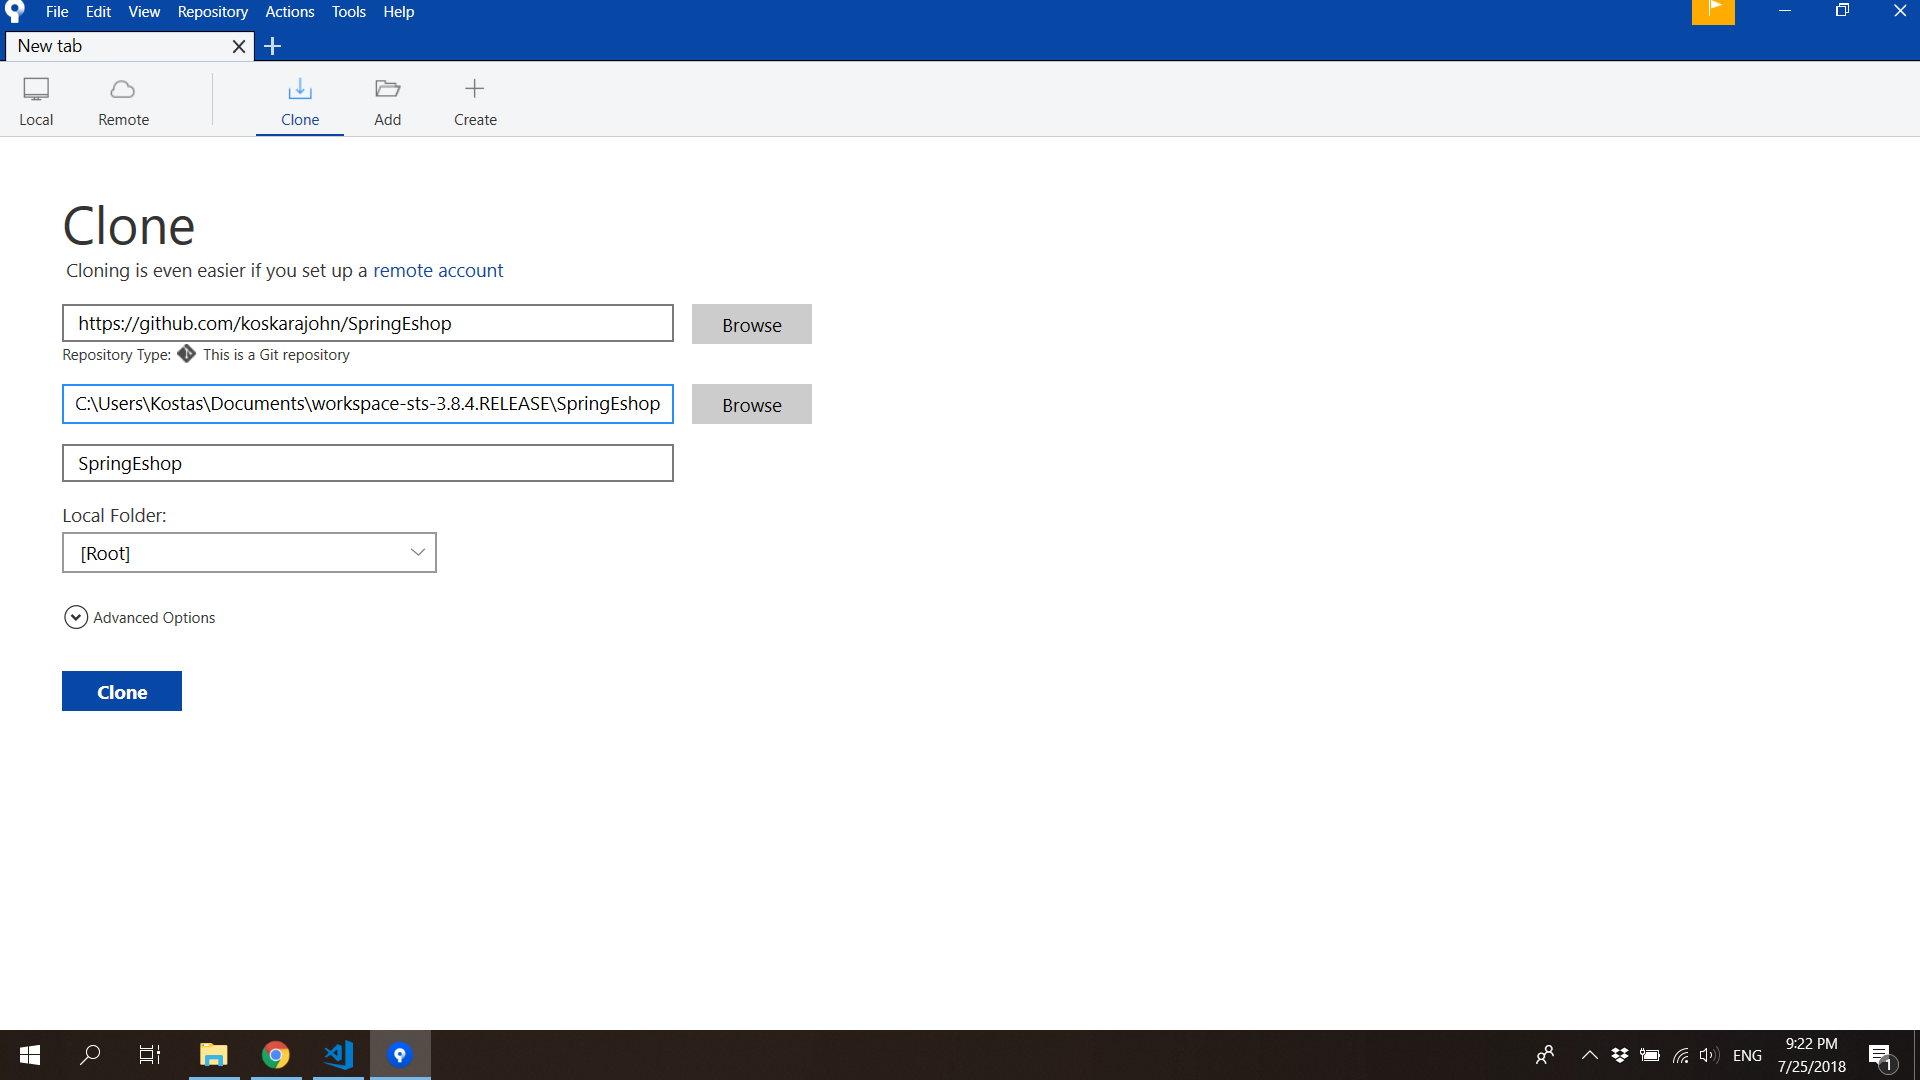 File Edit View Repository Actions Tools Help
New tab
Local Remote Clone Add Create
Clone
Cloning is even easier if you set up a remote account
https://github.com/koskarajohn/SpringEshop Browse
Repository Type: This is a Git repository
C:\Users\Kostas\Documents\workspace-sts-3.8.4.RELEASE\SpringEshop Browse
SpringEshop
Local Folder:
[Root]
Advanced Options
Clone
ENG
9:22 PM
7/25/2018
1